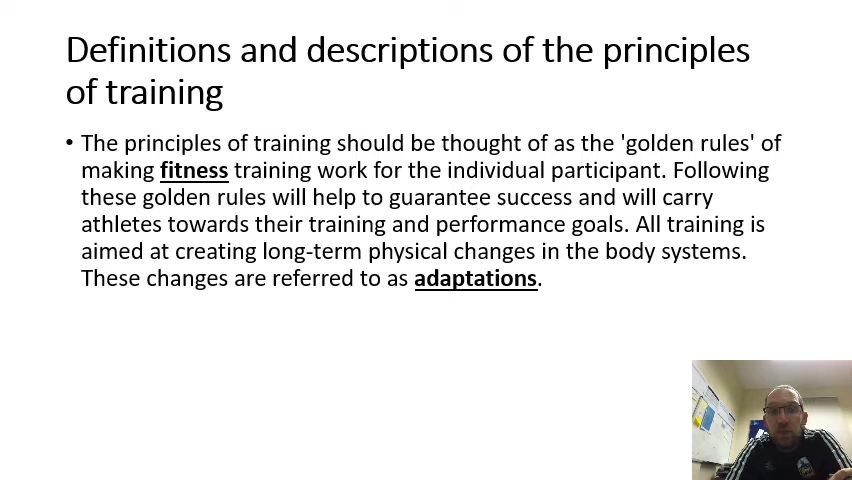 Definitions and descriptions of the principles
of training
• The principles of training should be thought of as the 'golden rules' of
making fitness training work for the individual participant. Following
these golden rules will help to guarantee success and will carry
athletes towards their training and performance goals. All training is
aimed at creating long-term physical changes in the body systems.
These changes are referred to as adaptations.